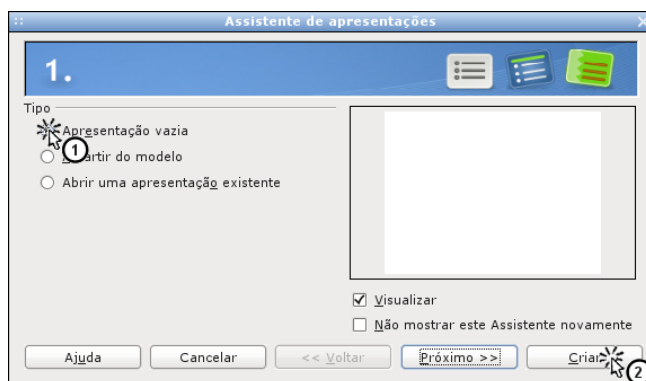 Assistente de apresentações
1.
Tipo
Apresentação vazia
1
A partir do modelo
Abrir uma apresentação existente
Visualizar
Não mostrar este Assistente novamente
Ajuda
Cancelar
<< Voltar
Próximo >>
Criar
2